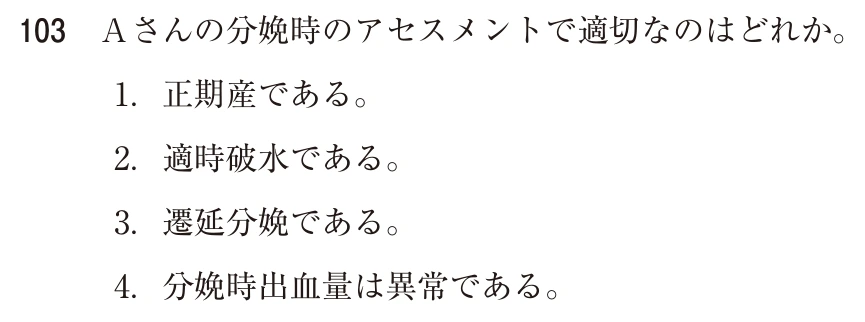 103 Aさんの分娩時のアセスメントで適切なのはどれか。
1. 正期産である。
2. 適時破水である。
3. 遷延分娩である。
4. 分娩時出血量は異常である。